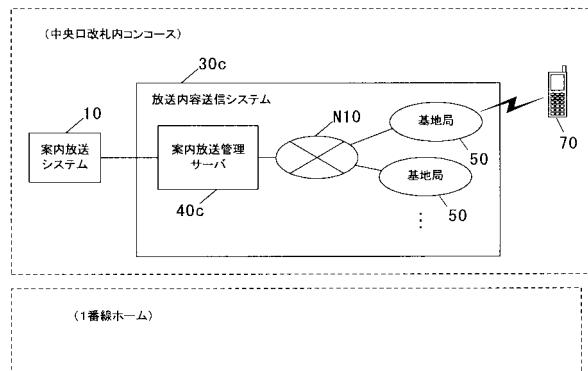 (中央口改札内コンコース)
30c
放送内容送信システム
10
案内放送
システム
案内放送管理
サーバ
40c
N10
基地局
50
基地局
50
70
(1番線ホーム)